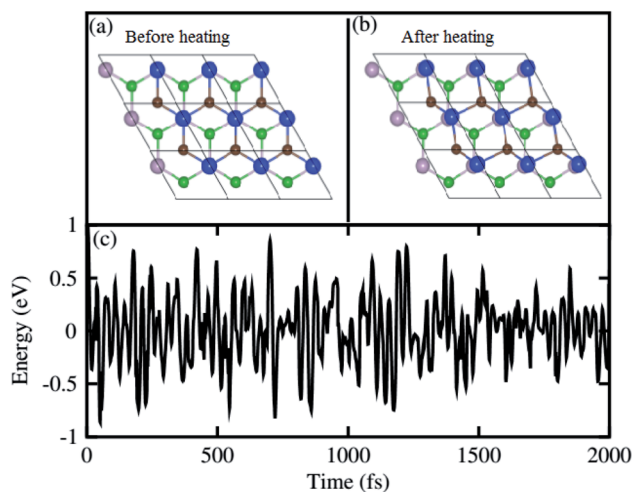 (a)
Before heating
(b)
After heating
(c)
1
0.5
0
-0.5
-1
Energy (eV)
0
500
1000
1500
2000
Time (fs)